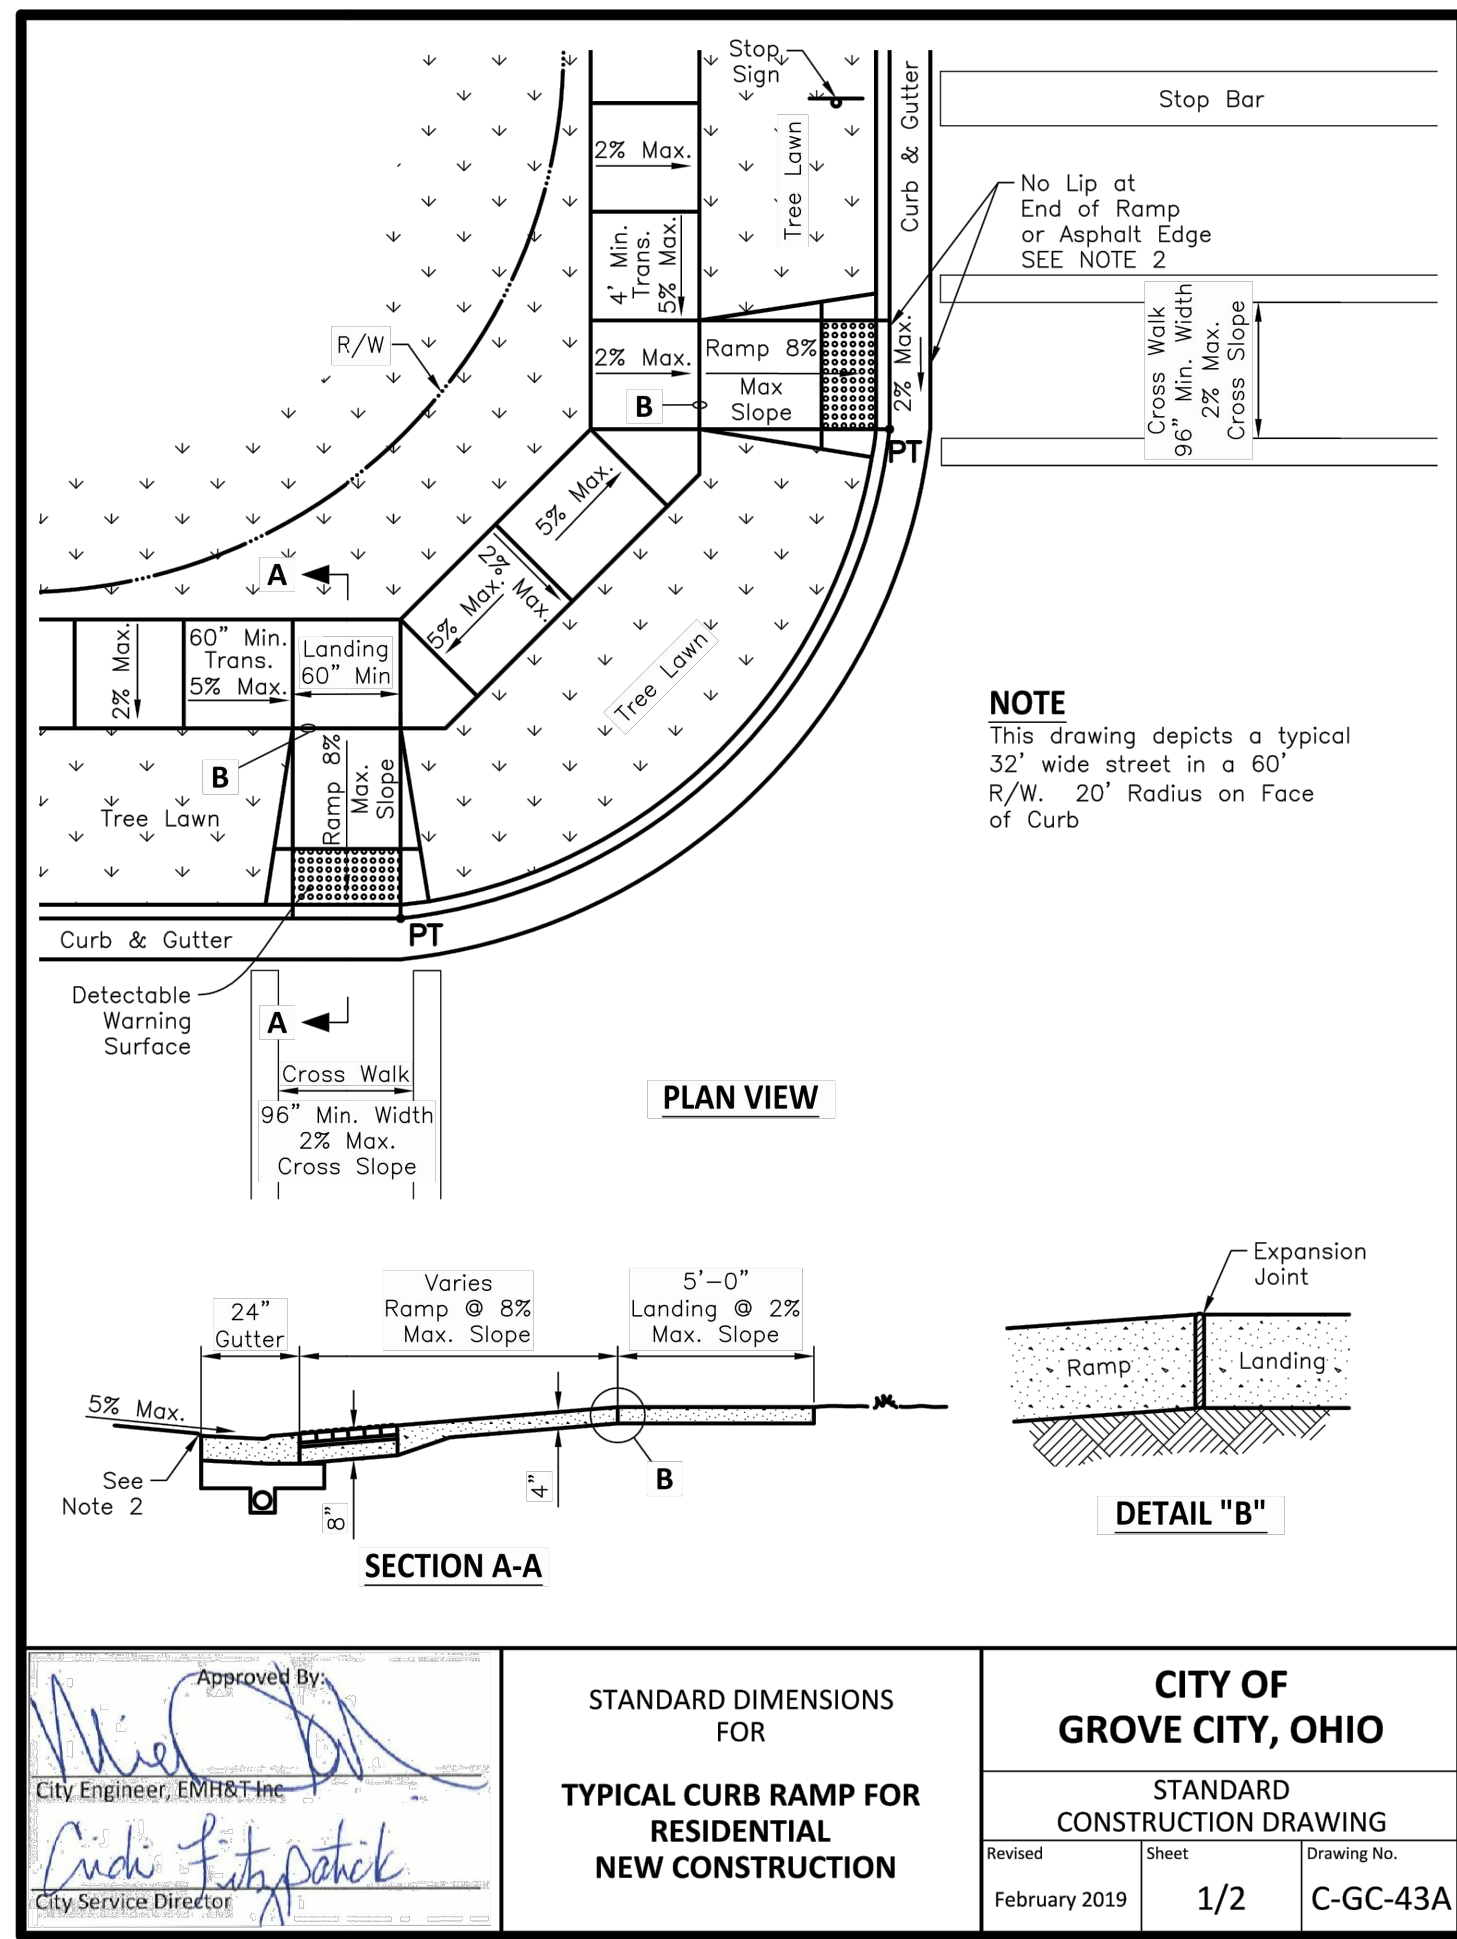 Stop
Sign
Curb & Gutter
Stop Bar
2% Max.
Tree Lawn
No Lip at
End of Ramp
or Asphalt Edge
SEE NOTE 2
4' Min.
Trans.
5% Max.
Cross Walk
96" Min. Width
2% Max.
Cross Slope
R/W
2% Max.
Ramp 8%
Max
Slope
2% Max.
B
PT
5% Max.
2% Max.
5% Max.
A
2% Max.
60" Min.
Trans.
5% Max.
Landing
60" Min
Tree Lawn
NOTE
This drawing depicts a typical
32' wide street in a 60'
R/W. 20' Radius on Face
of Curb
B
Ramp 8%
Max.
Slope
Tree Lawn
PT
Curb & Gutter
Detectable
Warning
Surface
A
Cross Walk
96" Min. Width
2% Max.
Cross Slope
PLAN VIEW
24"
Gutter
Varies
Ramp @ 8%
Max. Slope
5'-0"
Landing @ 2%
Max. Slope
5% Max.
See
Note 2
8"
4"
B
SECTION A-A
Expansion
Joint
Ramp
Landing
DETAIL "B"
Approved By:
City Engineer, EMH&T Inc
Cindi Fitzpatrick
City Service Director
STANDARD DIMENSIONS
FOR
TYPICAL CURB RAMP FOR
RESIDENTIAL
NEW CONSTRUCTION
CITY OF
GROVE CITY, OHIO
STANDARD
CONSTRUCTION DRAWING
Revised
February 2019
Sheet
1/2
Drawing No.
C-GC-43A